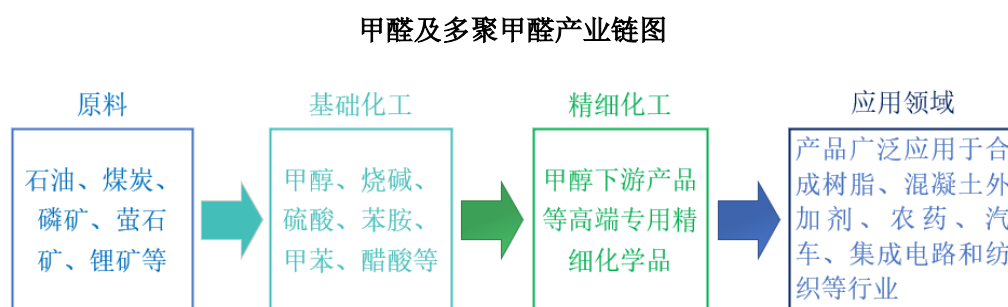 甲醛及多聚甲醛产业链图
原料
石油、煤炭、
磷矿、萤石
矿、锂矿等
基础化工
甲醇、烧碱、
硫酸、苯胺、
甲苯、醋酸等
精细化工
甲醇下游产品
等高端专用精
细化学品
应用领域
产品广泛应用于合
成树脂、混凝土外
加剂、农药、汽
车、集成电路和纺
织等行业